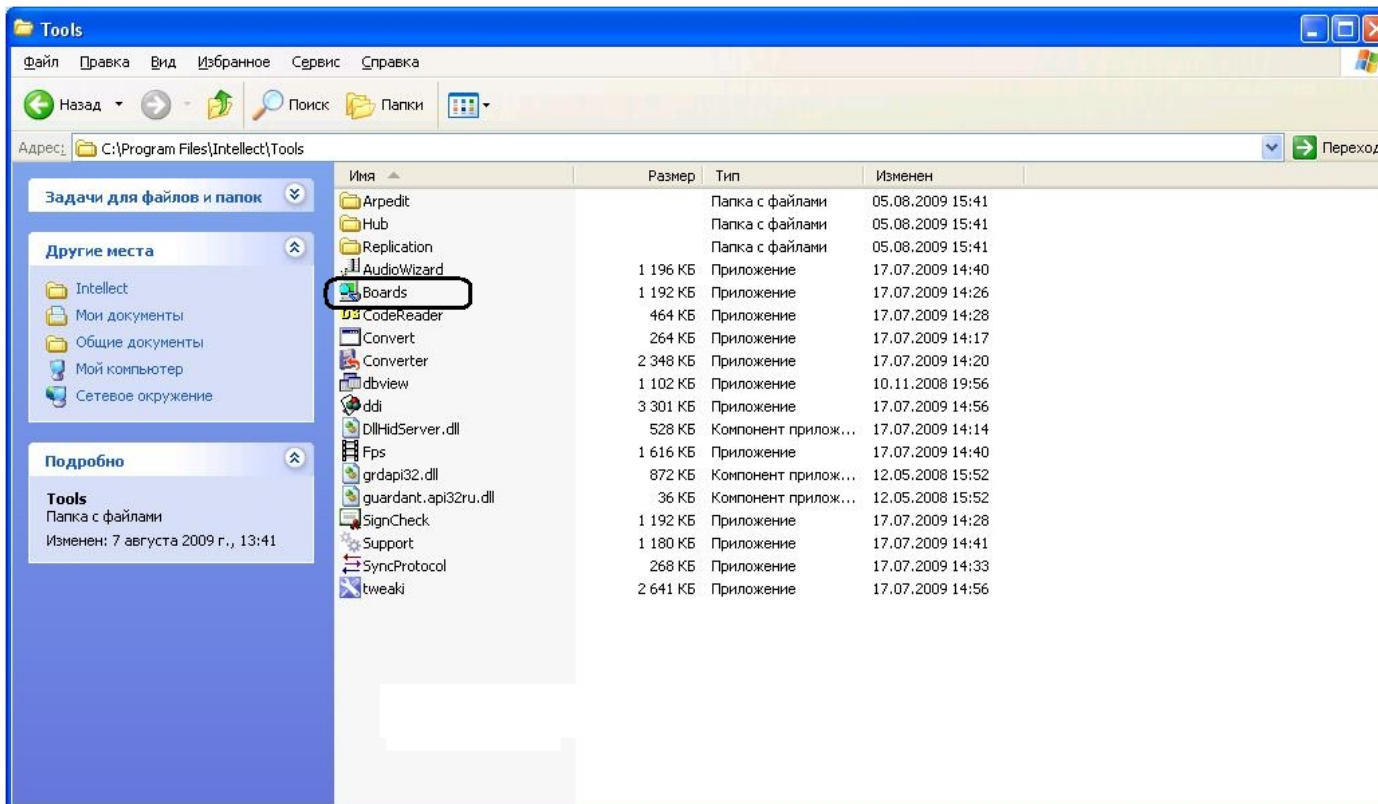 Tools
Файл Правка Вид Избранное Сервис Справка
Назад Поиск Папки
Адрес: C:\Program Files\Intellect\Tools Переход
Задачи для файлов и папок
Другие места
Intellect
Мои документы
Общие документы
Мой компьютер
Сетевое окружение
Подробно
Tools
Папка с файлами
Изменен: 7 августа 2009 г., 13:41
Имя Размер Тип Изменен
Arpedit Папка с файлами 05.08.2009 15:41
Hub Папка с файлами 05.08.2009 15:41
Replication Папка с файлами 05.08.2009 15:41
AudioWizard 1 196 КБ Приложение 17.07.2009 14:40
Boards 1 192 КБ Приложение 17.07.2009 14:26
CodeReader 464 КБ Приложение 17.07.2009 14:28
Convert 264 КБ Приложение 17.07.2009 14:17
Converter 2 348 КБ Приложение 17.07.2009 14:20
dbview 1 102 КБ Приложение 10.11.2008 19:56
ddi 3 301 КБ Приложение 17.07.2009 14:56
DllHidServer.dll 528 КБ Компонент прилож... 17.07.2009 14:14
Fps 1 616 КБ Приложение 17.07.2009 14:40
grdapi32.dll 872 КБ Компонент прилож... 12.05.2008 15:52
guardant.api32ru.dll 36 КБ Компонент прилож... 12.05.2008 15:52
SignCheck 1 192 КБ Приложение 17.07.2009 14:28
Support 1 180 КБ Приложение 17.07.2009 14:41
SyncProtocol 268 КБ Приложение 17.07.2009 14:33
tweaki 2 641 КБ Приложение 17.07.2009 14:56